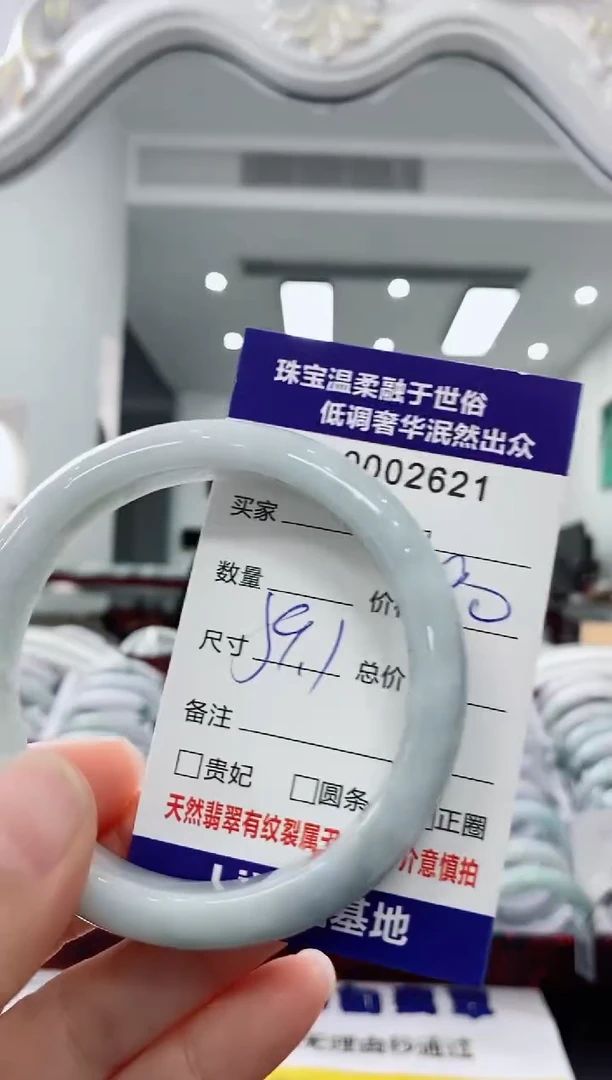 珠宝温柔融于世俗
低调奢华泯然出众
0002621
买家
数量 价
尺寸 59.1 总价
备注
□贵妃 □圆条 □正圈
天然翡翠有纹裂属 介意慎拍
基地